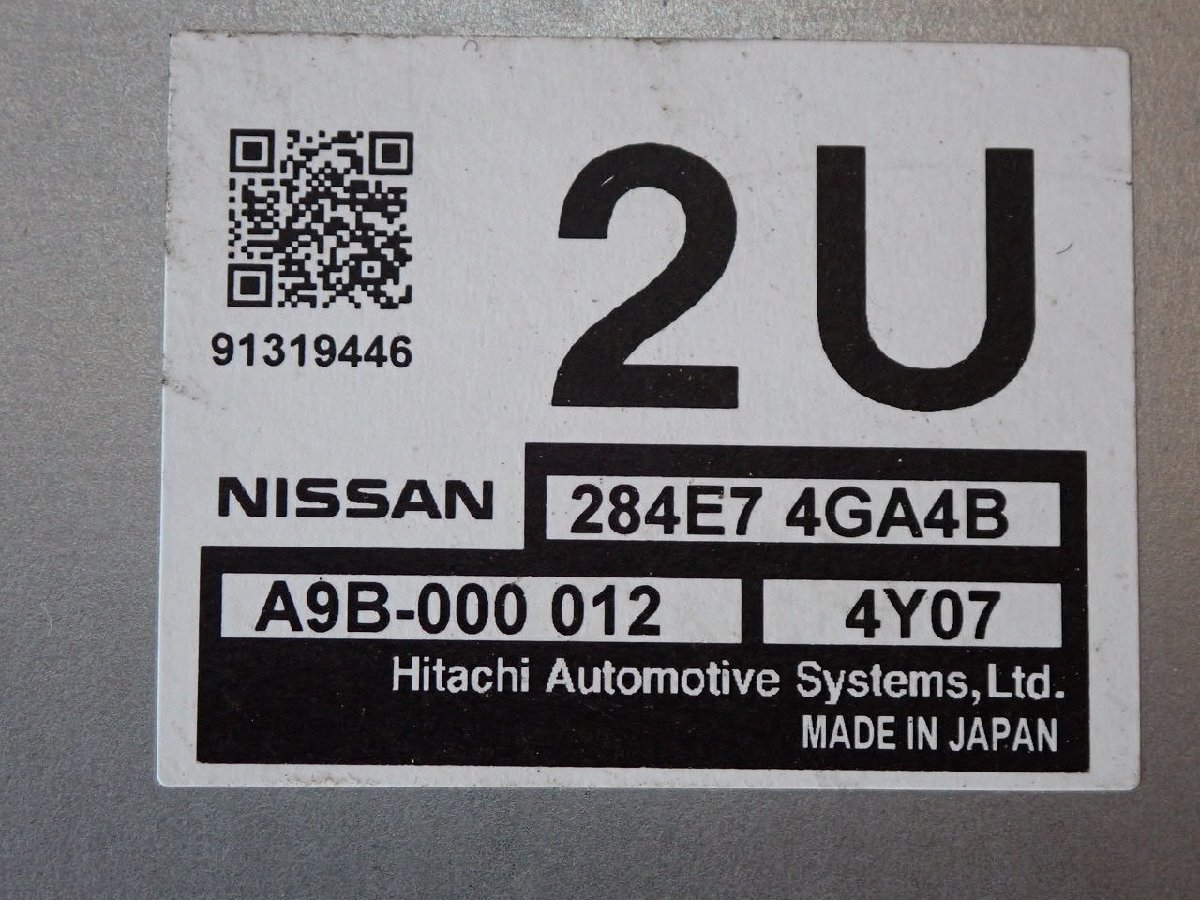 2U
91319446
NISSAN
284E7 4GA4B
A9B-000 012
4Y07
Hitachi Automotive Systems,Ltd.
MADE IN JAPAN